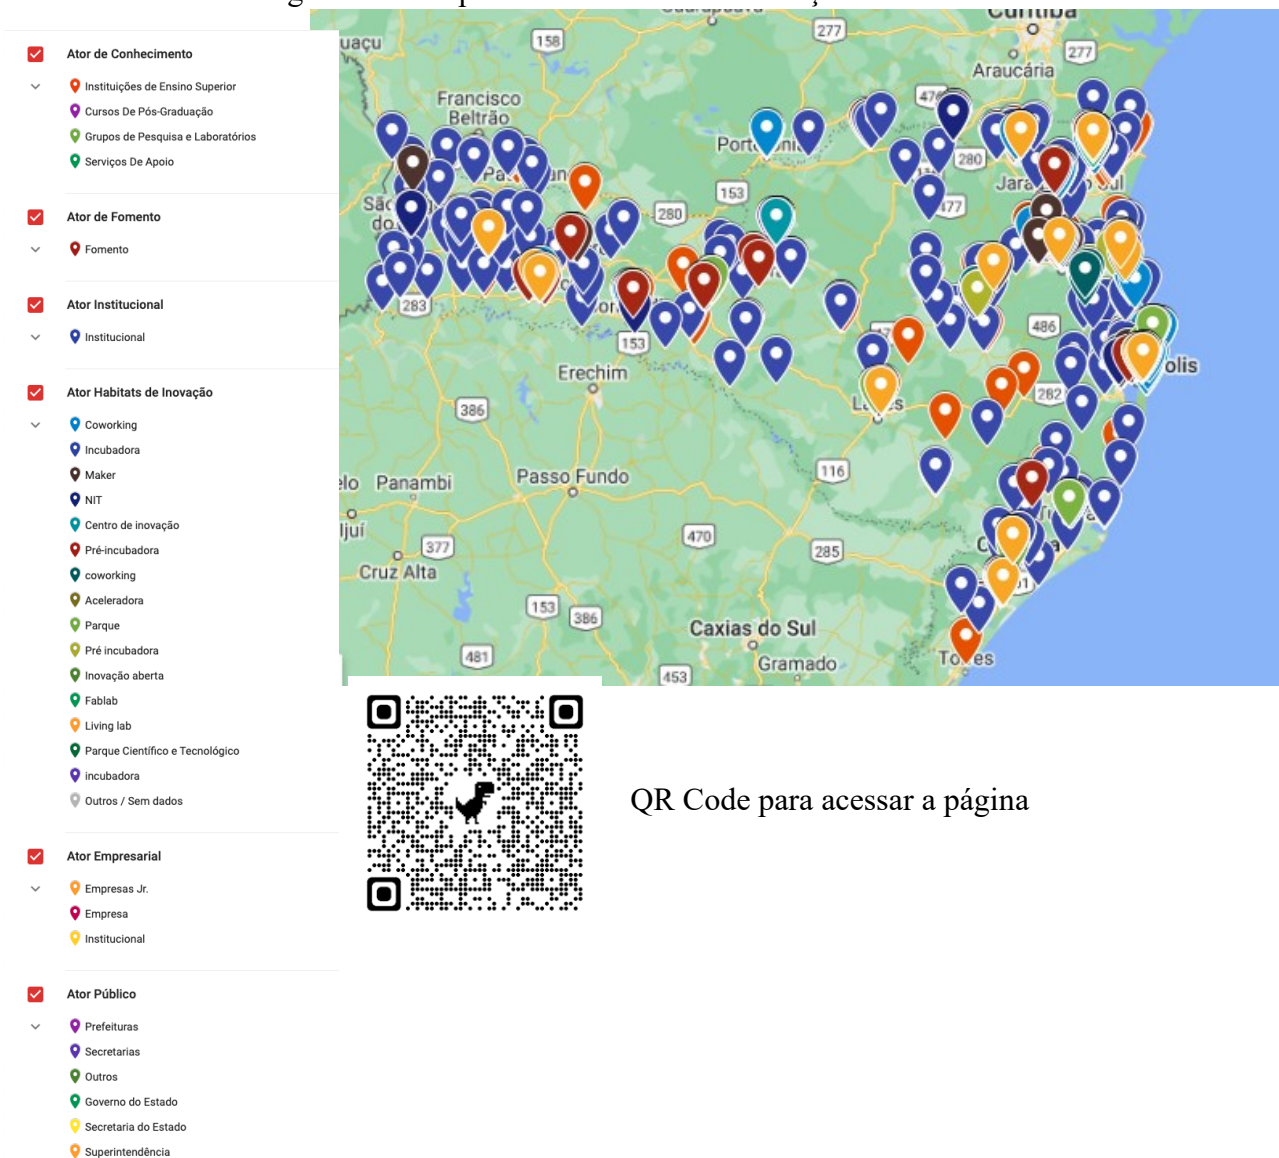 Ator de Conhecimento
Instituições de Ensino Superior
Cursos De Pós-Graduação
Grupos de Pesquisa e Laboratórios
Serviços De Apoio
Ator de Fomento
Fomento
Ator Institucional
Institucional
Ator Habitats de Inovação
Coworking
Incubadora
Maker
NIT
Centro de inovação
Pré-incubadora
coworking
Aceleradora
Parque
Pré incubadora
Inovação aberta
Fablab
Living lab
Parque Científico e Tecnológico
incubadora
Outros / Sem dados
Ator Empresarial
Empresas Jr.
Empresa
Institucional
Ator Público
Prefeituras
Secretarias
Outros
Governo do Estado
Secretaria do Estado
Superintendência
Curitiba
277
158
277
Araucária
Francisco
Beltrão
280
153
280
283
153
486
Erechim
282
386
Passo Fundo
Panambi
116
470
285
377
Cruz Alta
153
386
Caxias do Sul
481
Gramado
453
QR Code para acessar a página